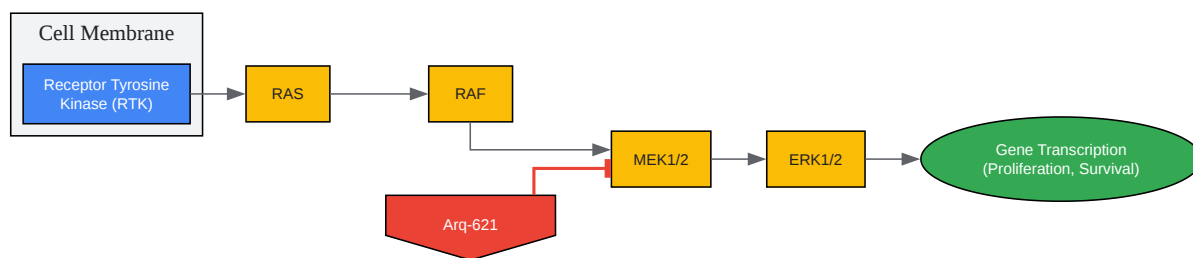 Cell Membrane
Receptor Tyrosine
Kinase (RTK)
RAS
RAF
MEK1/2
ERK1/2
Gene Transcription
(Proliferation, Survival)
Arq-621